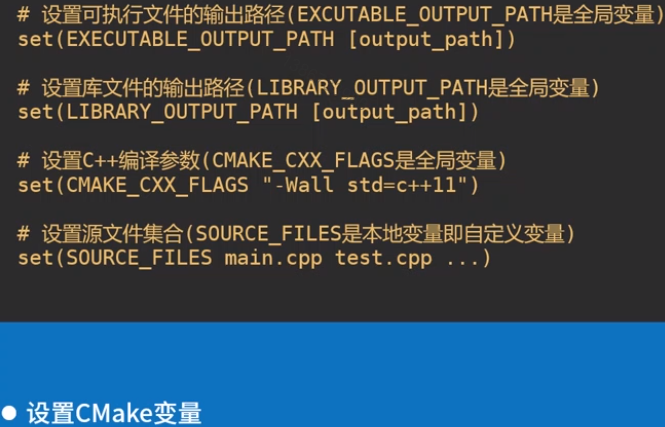 # 设置可执行文件的输出路径(EXCUTABLE_OUTPUT_PATH是全局变量)
set(EXECUTABLE_OUTPUT_PATH [output_path])
# 设置库文件的输出路径(LIBRARY_OUTPUT_PATH是全局变量)
set(LIBRARY_OUTPUT_PATH [output_path])
# 设置C++编译参数(CMAKE_CXX_FLAGS是全局变量)
set(CMAKE_CXX_FLAGS "-Wall std=c++11")
# 设置源文件集合(SOURCE_FILES是本地变量即自定义变量)
set(SOURCE_FILES main.cpp test.cpp ...)
● 设置CMake变量